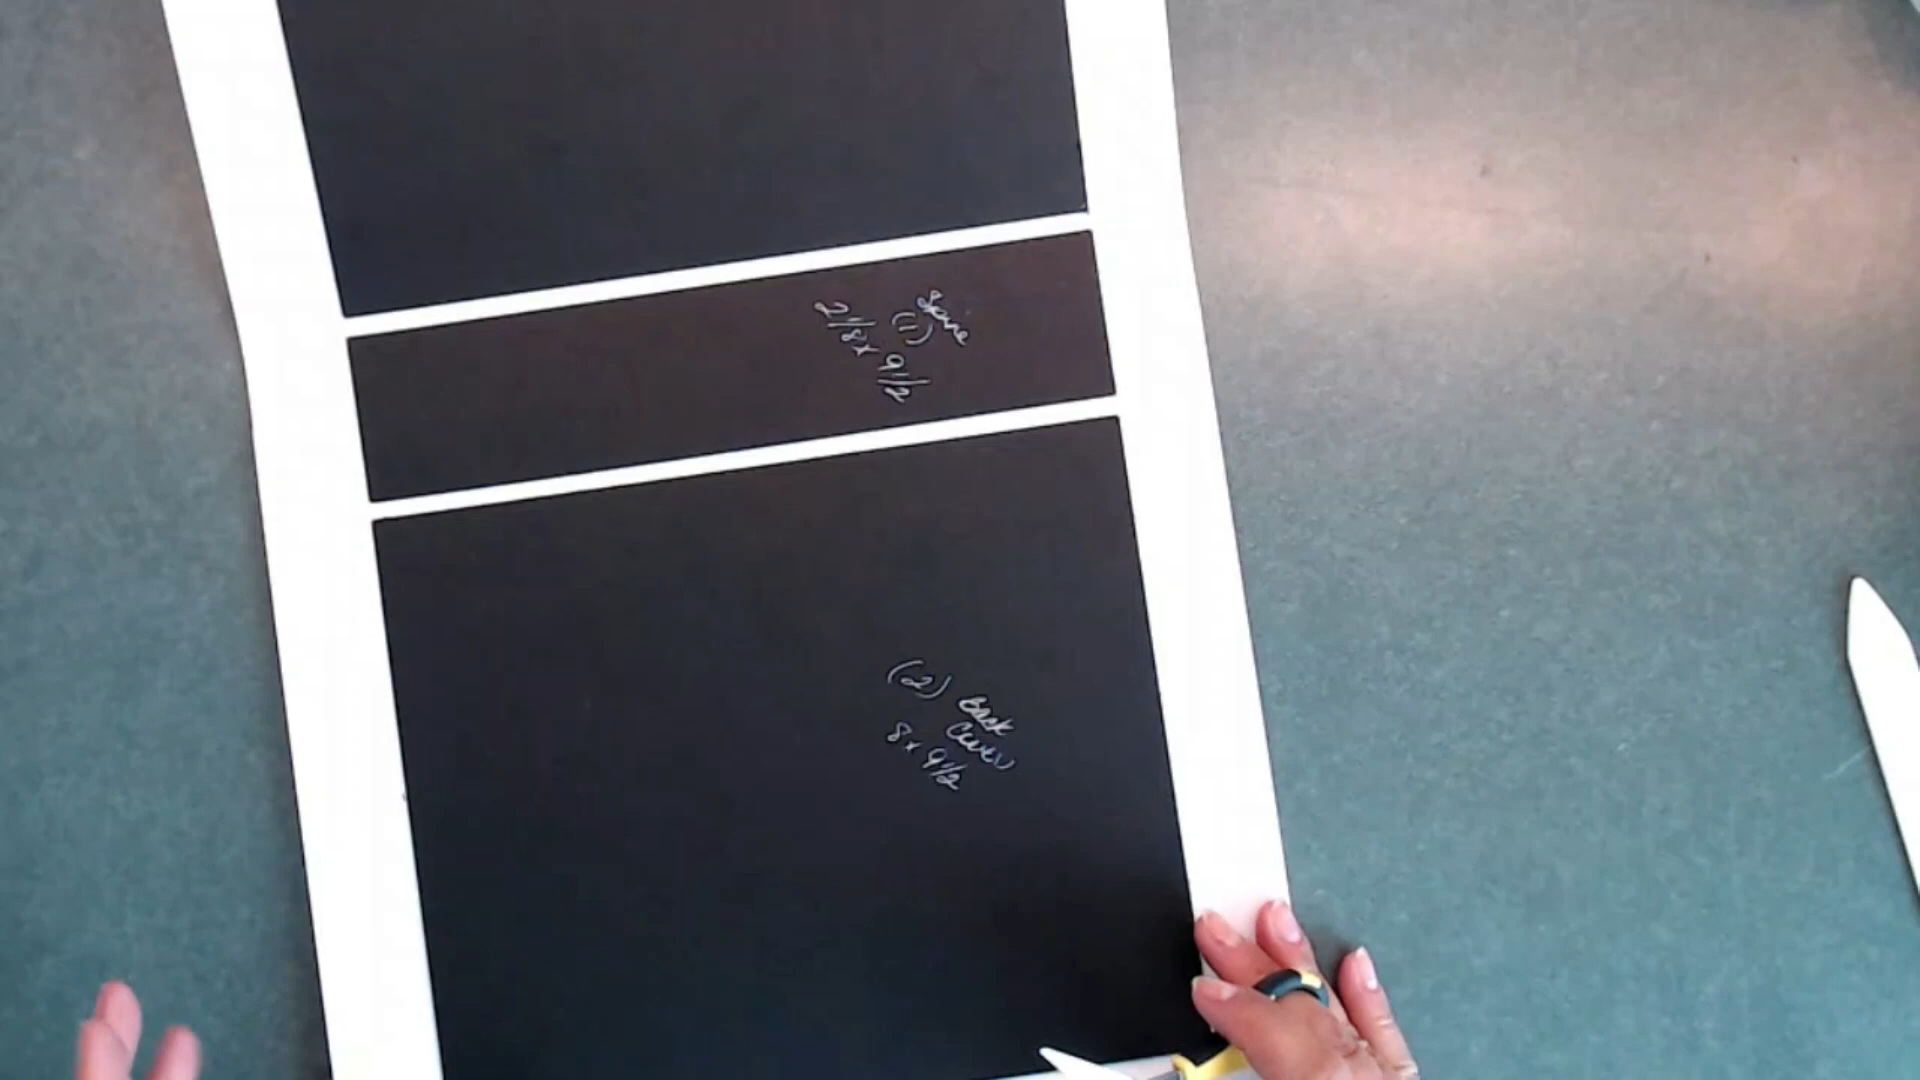 Spine
(1)
2 1/8 x 9 1/2
(2) Back
Cover
8 x 9 1/2